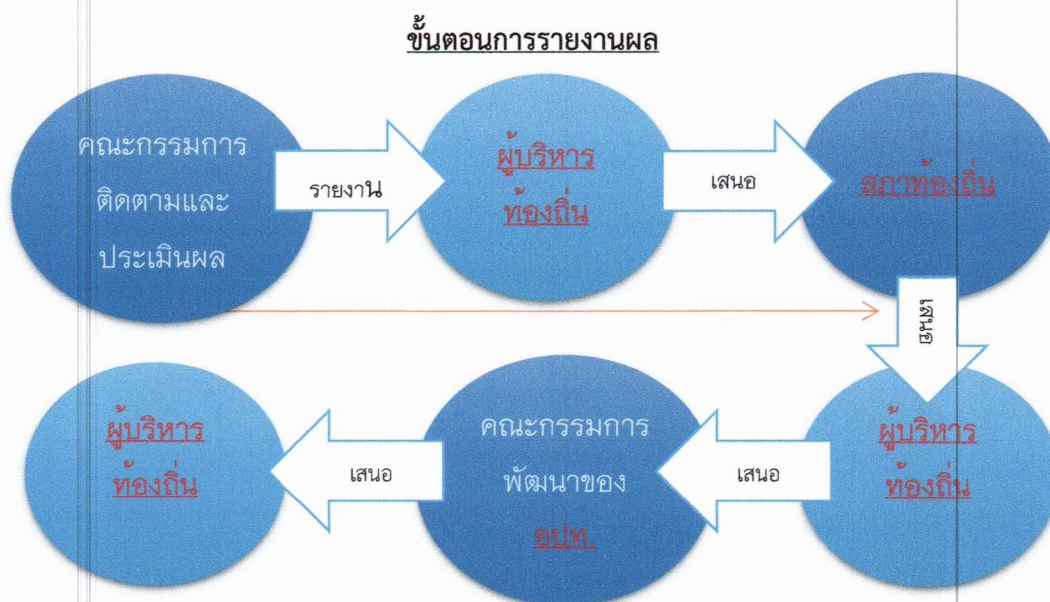 ขั้นตอนการรายงานผล
คณะกรรมการ
ติดตามและ
ประเมินผล
รายงาน
ผู้บริหาร
ท้องถิ่น
เสนอ
สภาท้องถิ่น
เสนอ
ผู้บริหาร
ท้องถิ่น
เสนอ
คณะกรรมการ
พัฒนาของ
อปท.
เสนอ
ผู้บริหาร
ท้องถิ่น